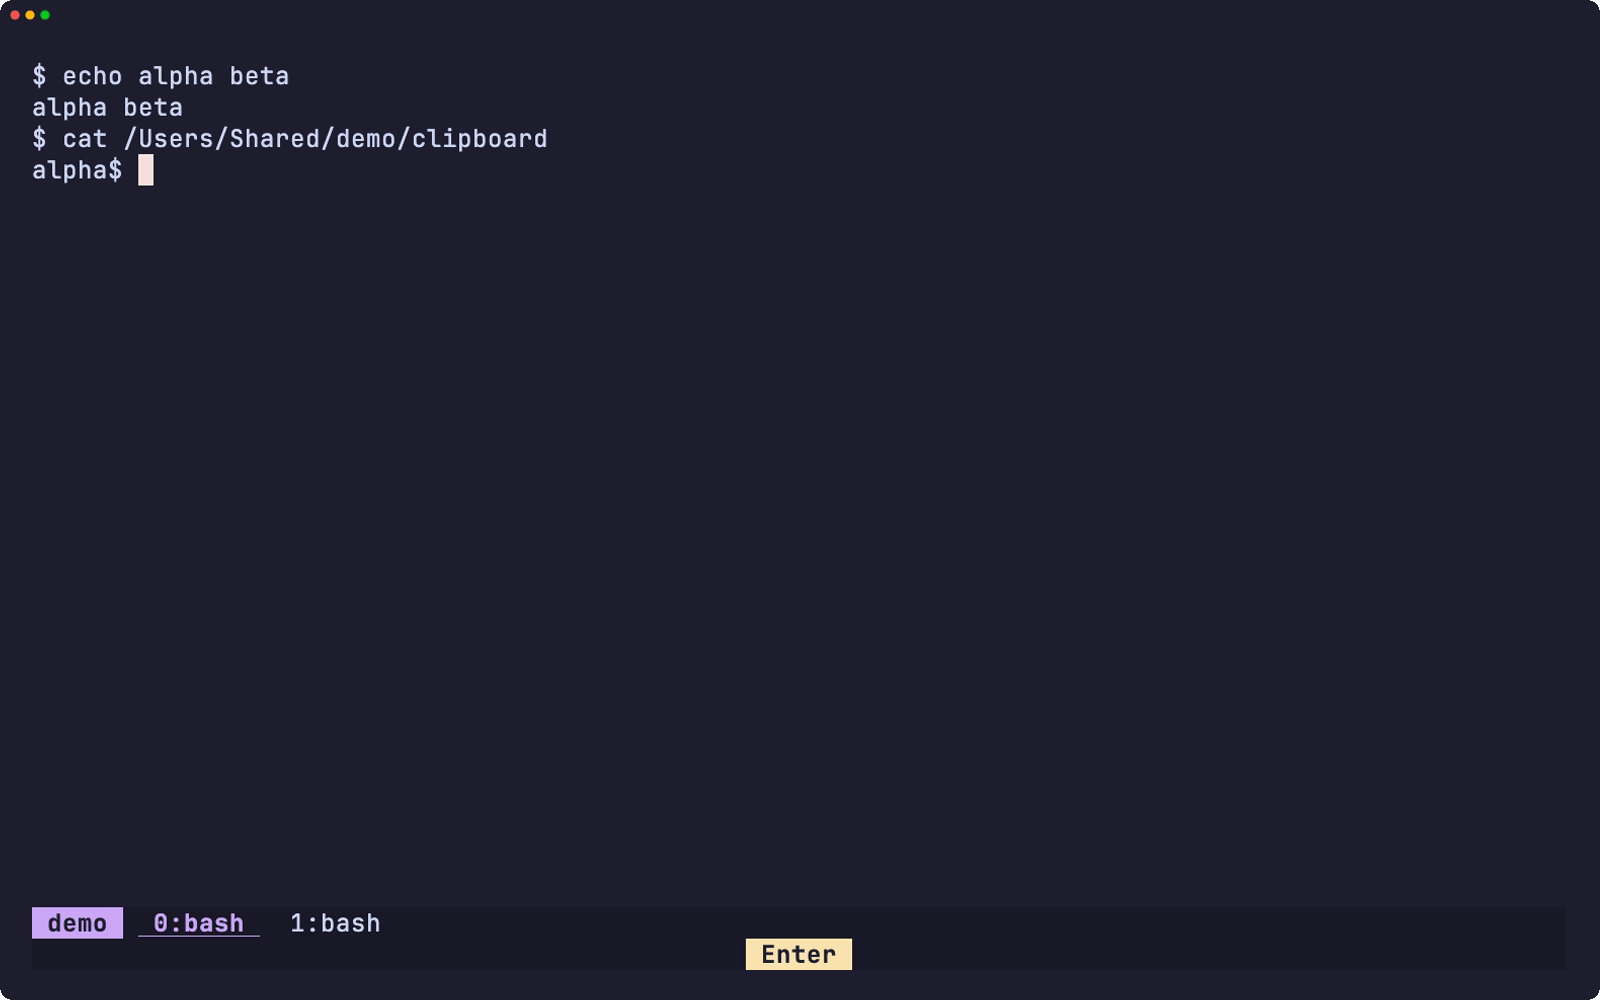 $ echo alpha beta
alpha beta
$ cat /Users/Shared/demo/clipboard
alpha$
demo 0:bash 1:bash
Enter